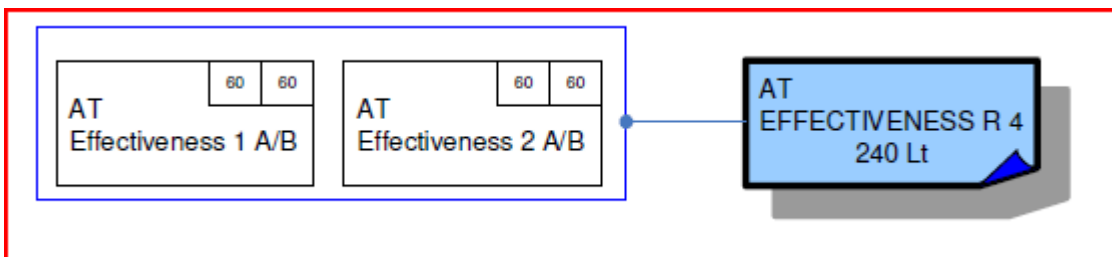 60 60
AT
Effectiveness 1 A/B
60 60
AT
Effectiveness 2 A/B
AT
EFFECTIVENESS R 4
240 Lt